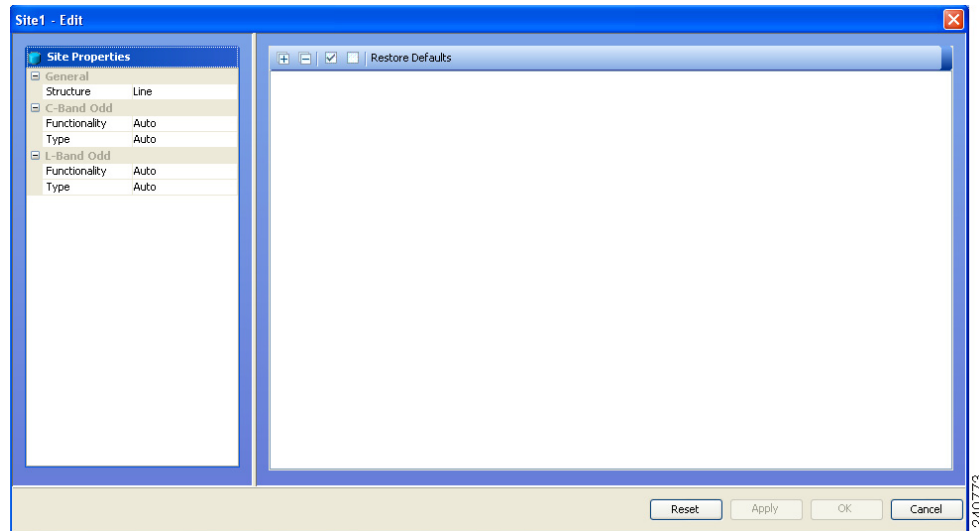 Site1 - Edit
Site Properties
General
Structure Line
C-Band Odd
Functionality Auto
Type Auto
L-Band Odd
Functionality Auto
Type Auto
Restore Defaults
Reset Apply OK Cancel
240773